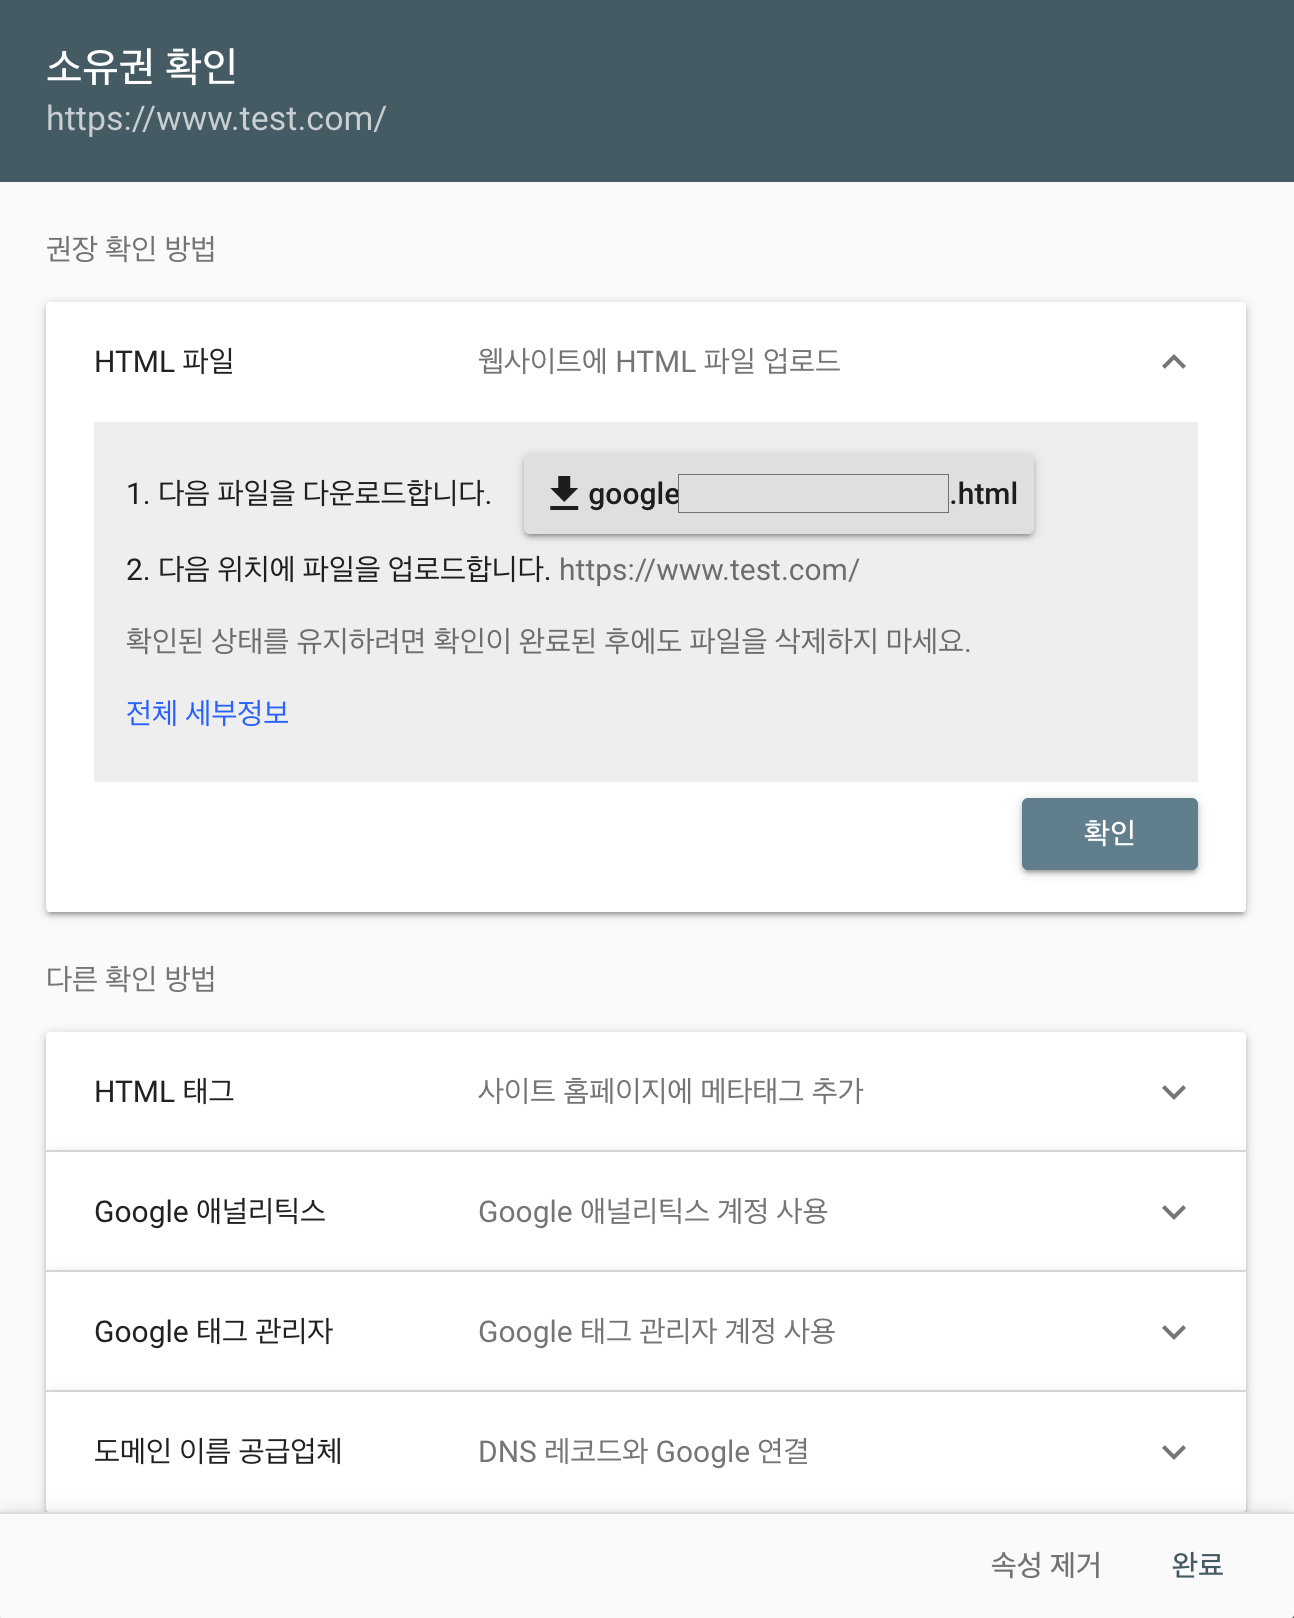 소유권 확인
https://www.test.com/
권장 확인 방법
HTML 파일 웹사이트에 HTML 파일 업로드
1. 다음 파일을 다운로드합니다. google .html
2. 다음 위치에 파일을 업로드합니다. https://www.test.com/
확인된 상태를 유지하려면 확인이 완료된 후에도 파일을 삭제하지 마세요.
전체 세부정보
확인
다른 확인 방법
HTML 태그 사이트 홈페이지에 메타태그 추가
Google 애널리틱스 Google 애널리틱스 계정 사용
Google 태그 관리자 Google 태그 관리자 계정 사용
도메인 이름 공급업체 DNS 레코드와 Google 연결
속성 제거 완료